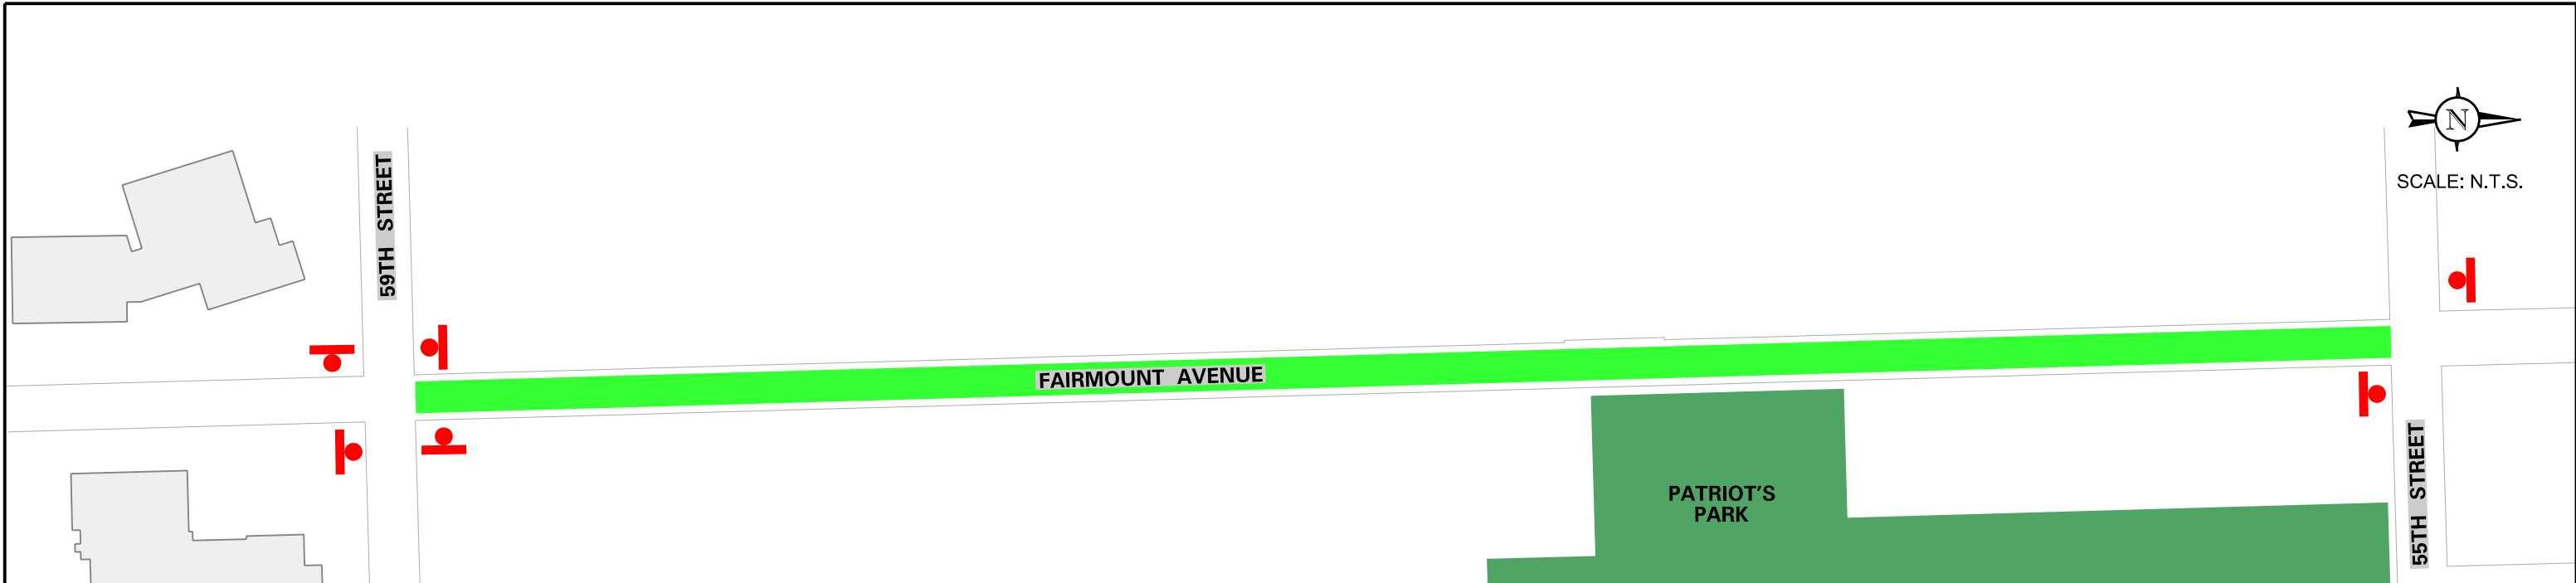 N
SCALE: N.T.S.
59TH STREET
FAIRMOUNT AVENUE
PATRIOT'S
PARK
55TH STREET